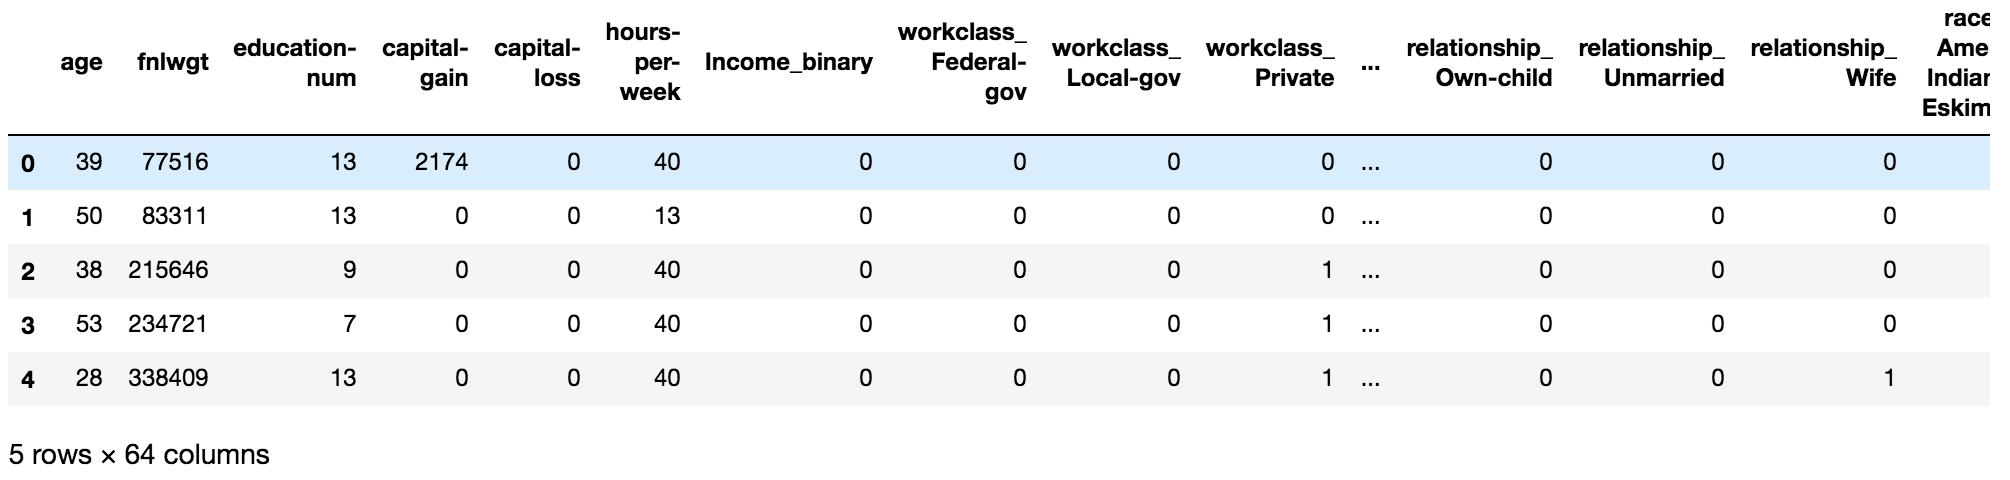 age fnlwgt education-num capital-gain capital-loss hours-per-week Income_binary workclass_Federal-gov workclass_Local-gov workclass_Private ... relationship_Own-child relationship_Unmarried relationship_Wife race Ame Indian Eskim
0 39 77516 13 2174 0 40 0 0 0 0 ... 0 0 0
1 50 83311 13 0 0 13 0 0 0 0 ... 0 0 0
2 38 215646 9 0 0 40 0 0 0 1 ... 0 0 0
3 53 234721 7 0 0 40 0 0 0 1 ... 0 0 0
4 28 338409 13 0 0 40 0 0 0 1 ... 0 0 1
5 rows × 64 columns